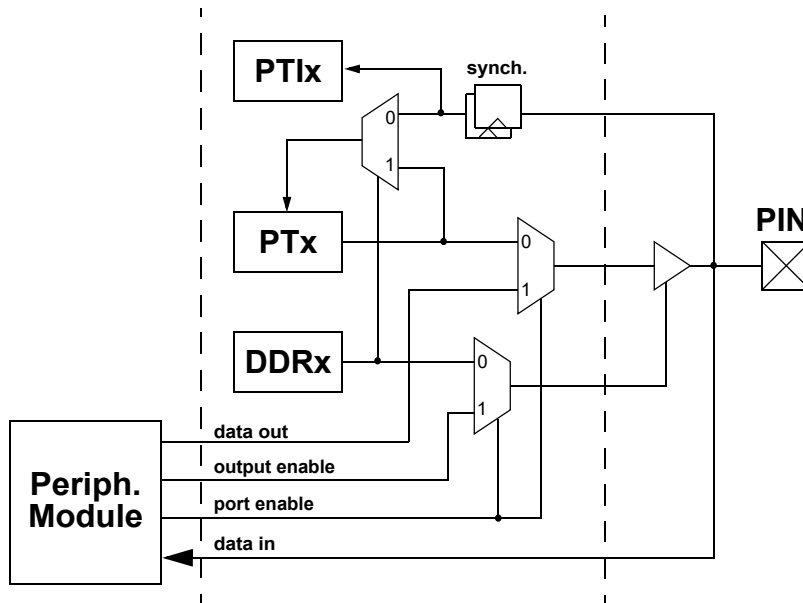 PTIx
synch.
0
1
PTx
PIN
0
1
DDRx
0
1
data out
output enable
Periph.
Module
port enable
data in